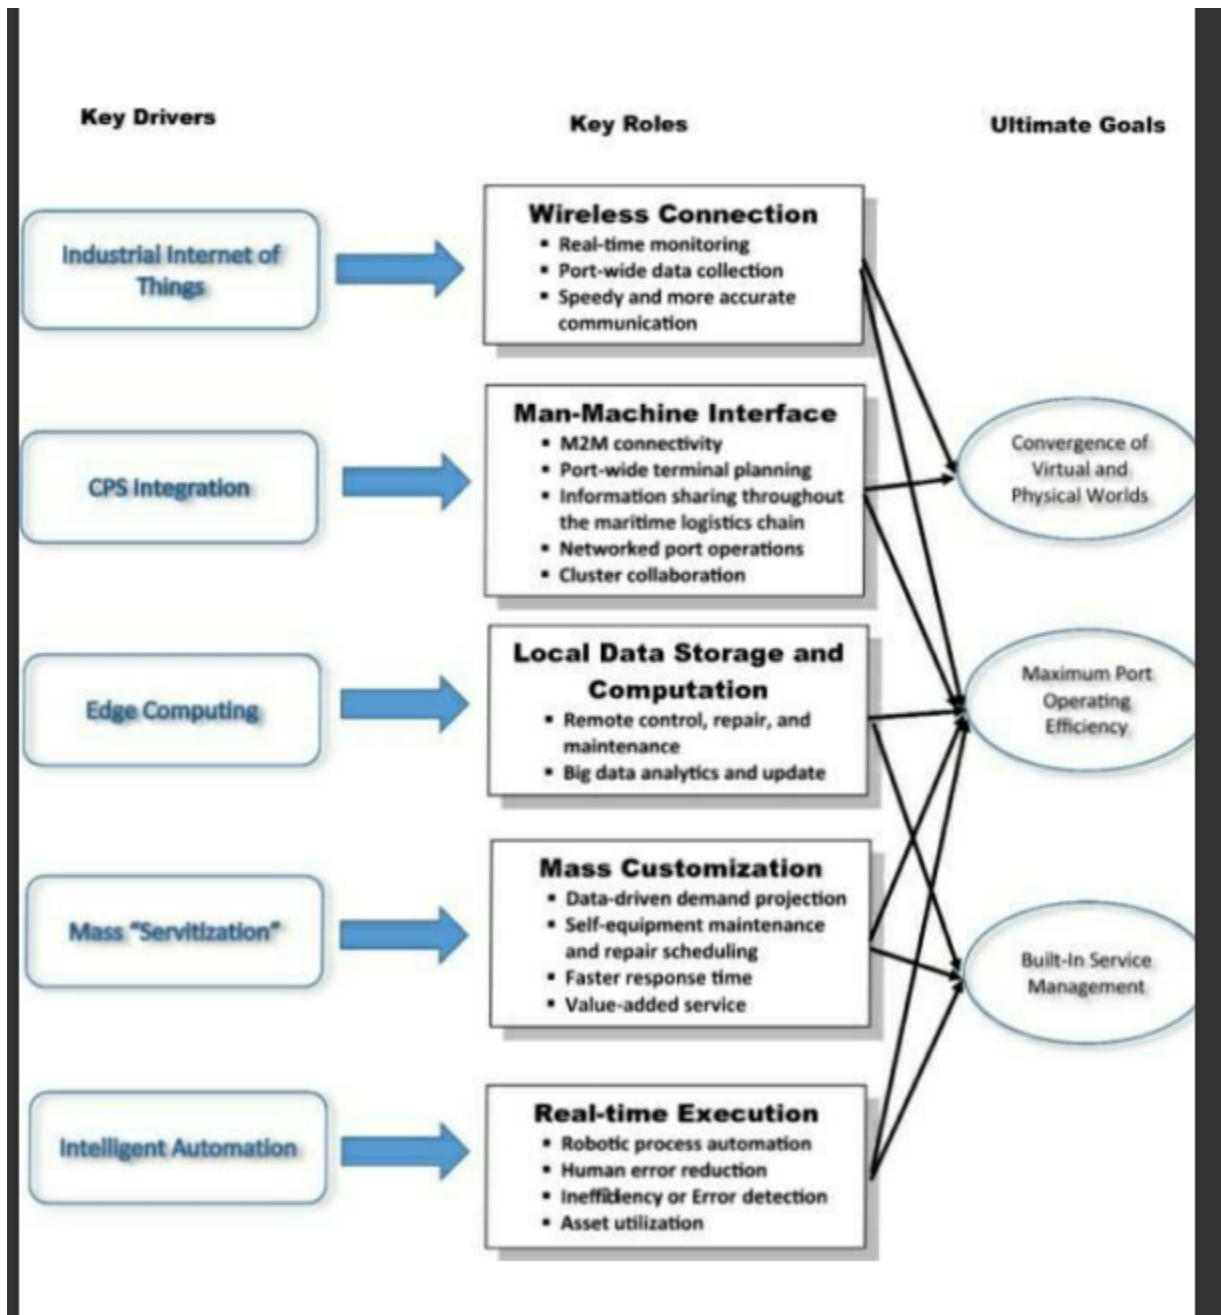 Key Drivers
Key Roles
Ultimate Goals
Industrial Internet of
Things
Wireless Connection
▪ Real-time monitoring
▪ Port-wide data collection
▪ Speedy and more accurate
communication
CPS Integration
Man-Machine Interface
▪ M2M connectivity
▪ Port-wide terminal planning
▪ Information sharing throughout
the maritime logistics chain
▪ Networked port operations
▪ Cluster collaboration
Convergence of
Virtual and
Physical Worlds
Edge Computing
Local Data Storage and
Computation
▪ Remote control, repair, and
maintenance
▪ Big data analytics and update
Maximum Port
Operating
Efficiency
Mass “Servitization”
Mass Customization
▪ Data-driven demand projection
▪ Self-equipment maintenance
and repair scheduling
▪ Faster response time
▪ Value-added service
Built-In Service
Management
Intelligent Automation
Real-time Execution
▪ Robotic process automation
▪ Human error reduction
▪ Inefficiency or Error detection
▪ Asset utilization